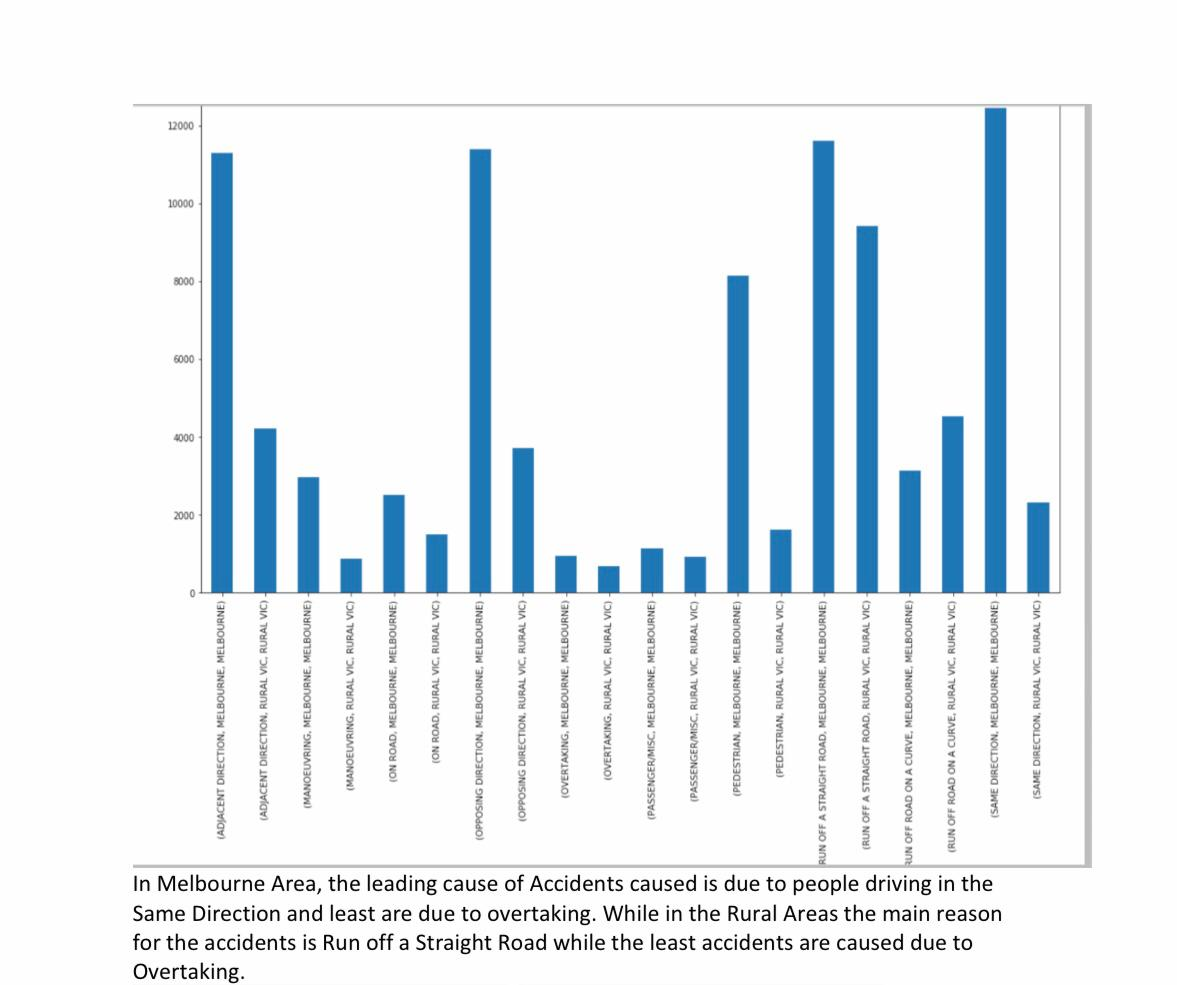 12000
10000
8000
6000
4000
2000
0
(ADJACENT DIRECTION, MELBOURNE, MELBOURNE)
(ADJACENT DIRECTION, RURAL VIC, RURAL VIC)
(MANOEUVRING, MELBOURNE, MELBOURNE)
(MANOEUVRING, RURAL VIC, RURAL VIC)
(ON ROAD, MELBOURNE, MELBOURNE)
(ON ROAD, RURAL VIC, RURAL VIC)
(OPPOSING DIRECTION, MELBOURNE, MELBOURNE)
(OPPOSING DIRECTION, RURAL VIC, RURAL VIC)
(OVERTAKING, MELBOURNE, MELBOURNE)
(OVERTAKING, RURAL VIC, RURAL VIC)
(PASSENGER/MISC, MELBOURNE, MELBOURNE)
(PASSENGER/MISC, RURAL VIC, RURAL VIC)
(PEDESTRIAN, MELBOURNE, MELBOURNE)
(PEDESTRIAN, RURAL VIC, RURAL VIC)
RUN OFF A STRAIGHT ROAD, MELBOURNE, MELBOURNE)
(RUN OFF A STRAIGHT ROAD, RURAL VIC, RURAL VIC)
RUN OFF ROAD ON A CURVE, MELBOURNE, MELBOURNE)
(RUN OFF ROAD ON A CURVE, RURAL VIC, RURAL VIC)
(SAME DIRECTION, MELBOURNE, MELBOURNE)
(SAME DIRECTION, RURAL VIC, RURAL VIC)
In Melbourne Area, the leading cause of Accidents caused is due to people driving in the
Same Direction and least are due to overtaking. While in the Rural Areas the main reason
for the accidents is Run off a Straight Road while the least accidents are caused due to
Overtaking.